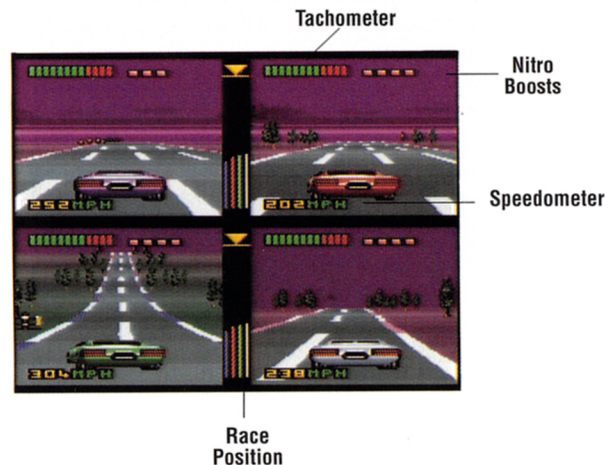 Tachometer
Nitro
Boosts
252MPH
202MPH
Speedometer
304MPH
238MPH
Race
Position